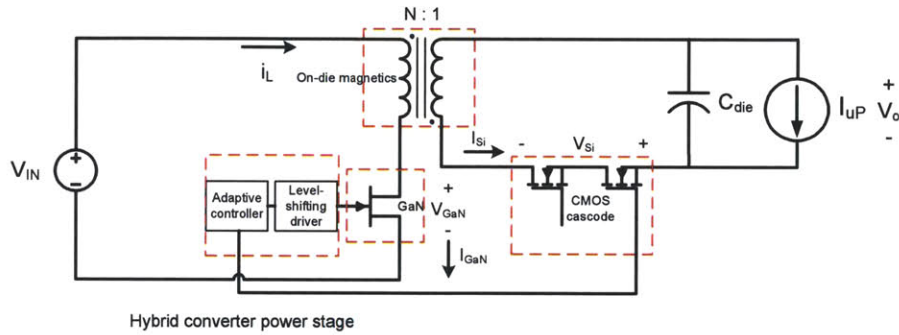 N : 1
i_L
On-die magnetics
C_die
I_uP
+
V_o
-
I_Si
-
V_Si
+
V_IN
CMOS
cascode
Adaptive
controller
Level-
shifting
driver
GaN
+
V_GaN
-
I_GaN
Hybrid converter power stage